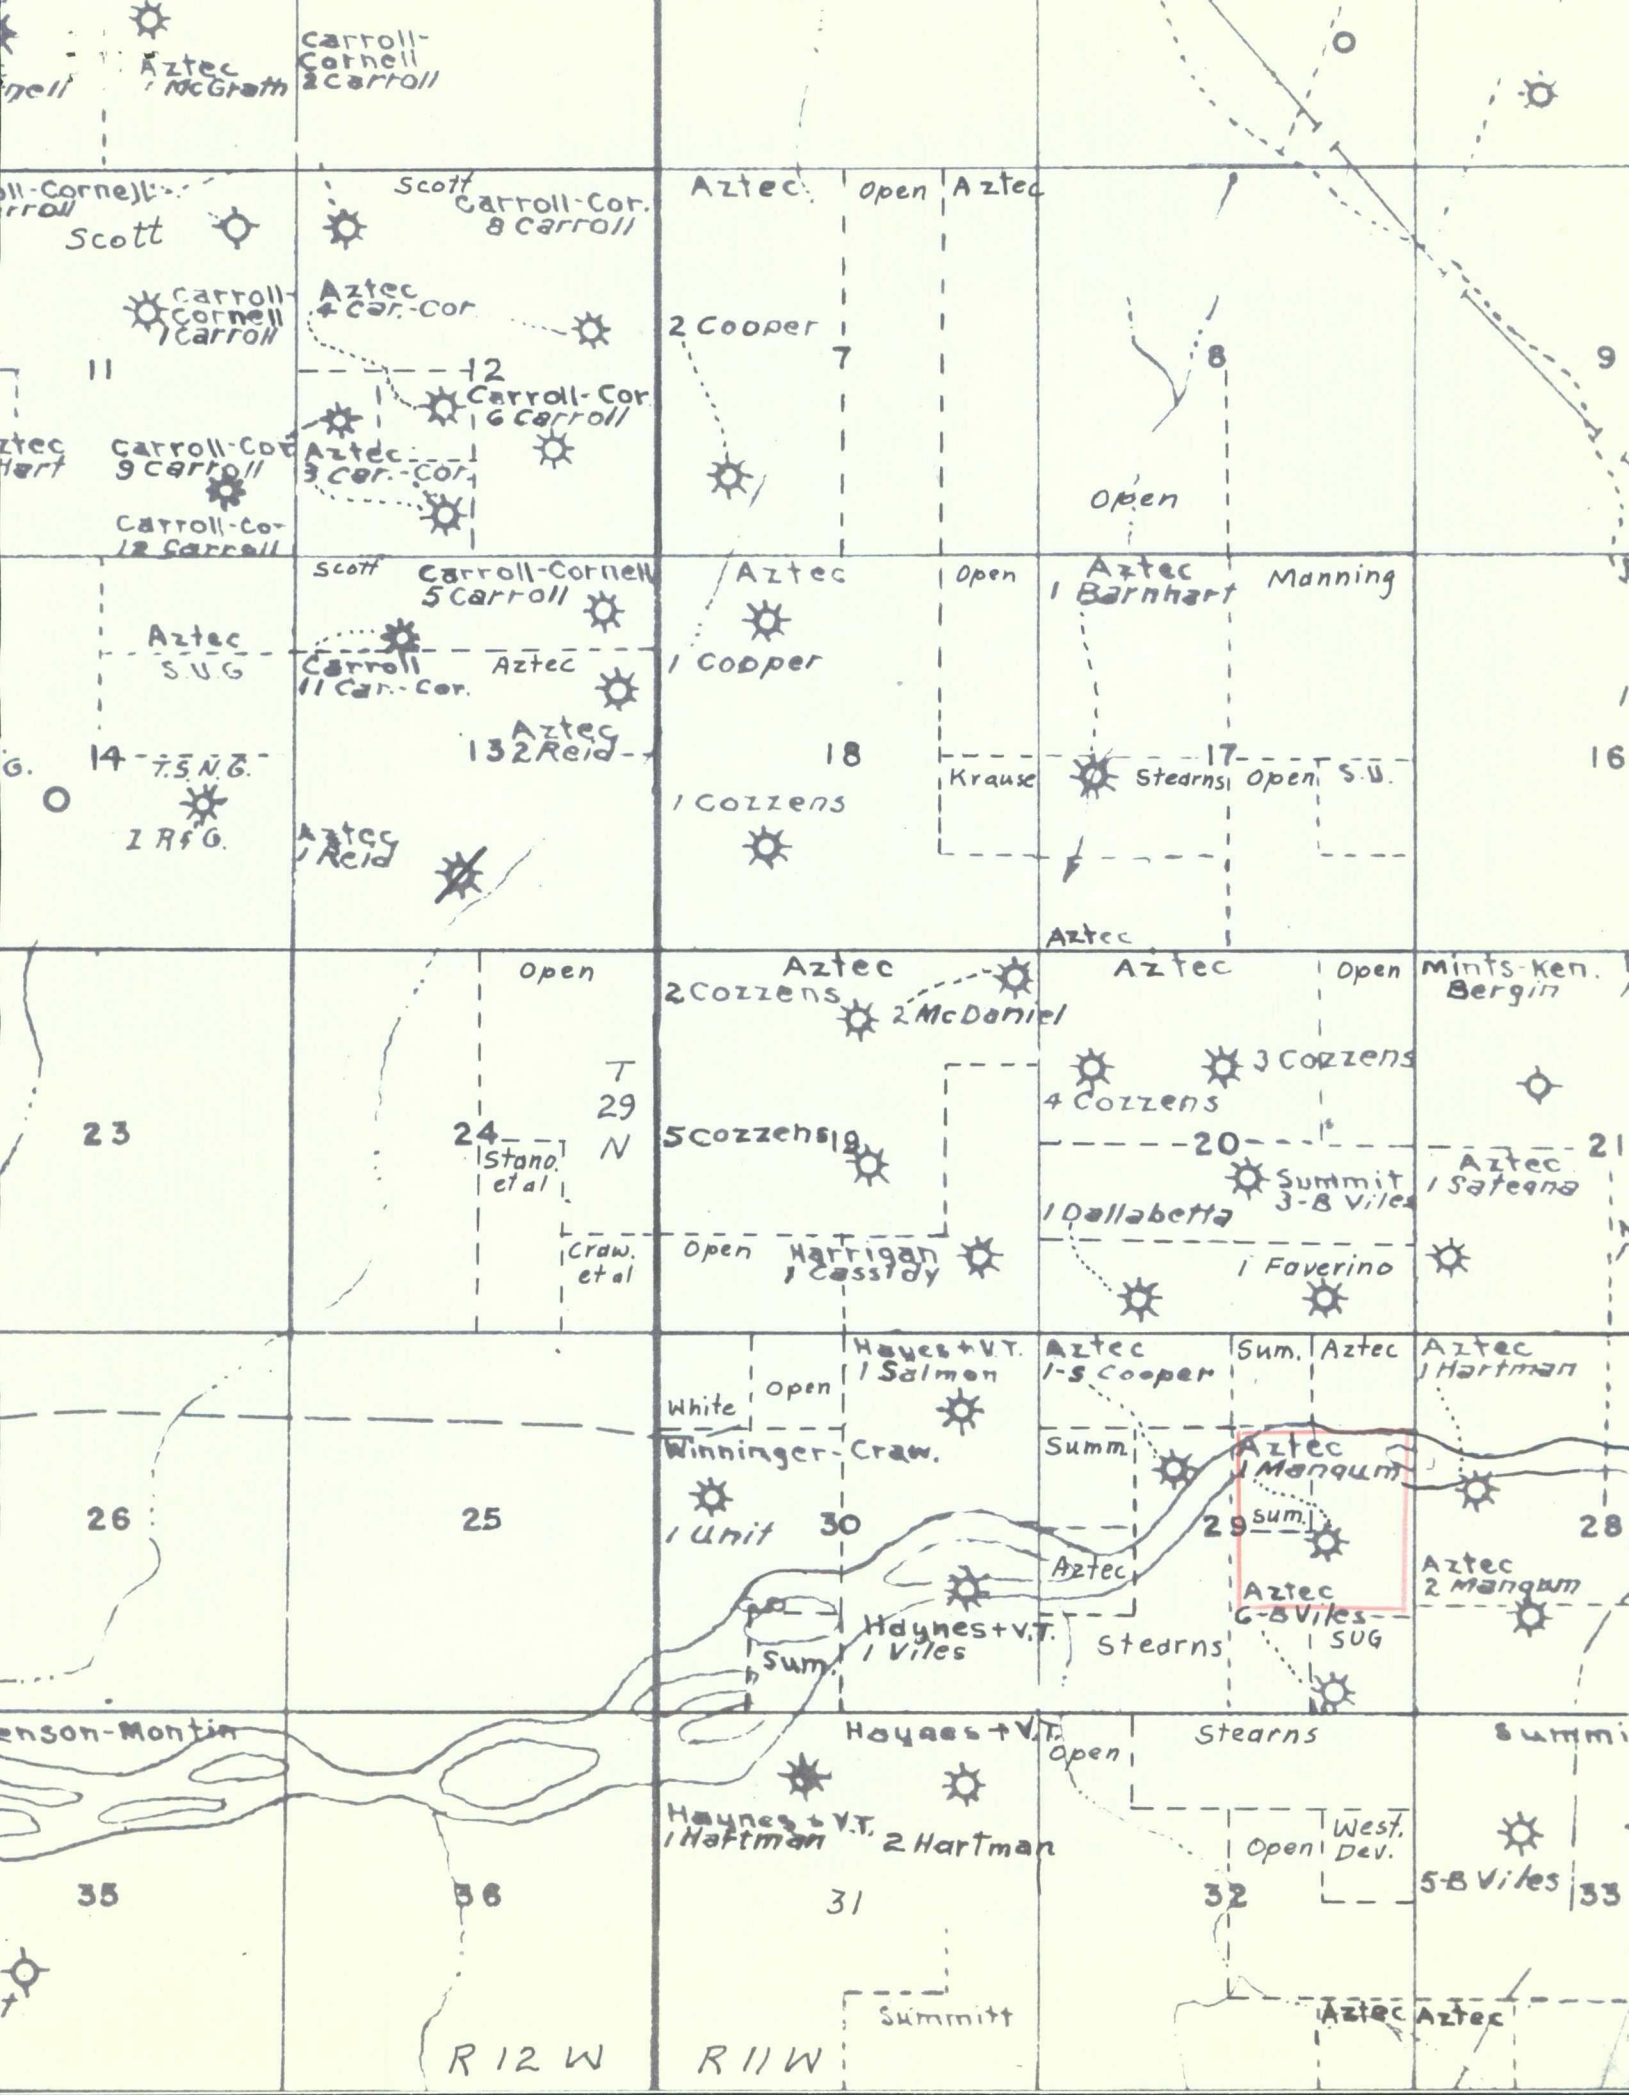 Aztec
1 McGrath
nell
Carroll-
Cornell
2 Carroll
oll-Cornell
rroll
Scott
Scott
Carroll-Cor.
8 Carroll
Aztec
Open
Aztec
Carroll
Cornell
1 Carroll
Aztec
4 Car.-Cor
2 Cooper
11
12
7
8
9
Carroll-Cor.
6 Carroll
ztec
Hart
Carroll-Cor
9 Carroll
Aztec
3 Car.-Cor.
Carroll-Co-
12 Carroll
Open
Scott
Carroll-Cornell
5 Carroll
Aztec
Open
Aztec
1 Barnhart
Manning
Aztec
S.U.G
Carroll
11 Car.-Cor.
Aztec
1 Cooper
Aztec
2 Reid
13
G.
14
T.S.N.G.
18
17
16
Krause
Stearns
Open
S.U.
1 R&G.
1 Cozzens
Aztec
1 Reid
Aztec
Open
Aztec
2 Cozzens
2 McDaniel
Aztec
Open
Mints-Ken.
Bergin
T
29
N
3 Cozzens
4 Cozzens
23
24
5 Cozzens
19
20
21
Stano.
et al
Summit
3-B Viles
Aztec
1 Dallabetta
Craw.
et al
Open
Harrigan
1 Cassidy
1 Faverino
White
Open
Hayes + V.T.
1 Salmon
Aztec
1-S Cooper
Sum.
Aztec
Aztec
1 Hartman
Winninger-Craw.
Summ.
Aztec
1 Mangum
26
25
1 Unit
30
29
Sum.
28
Aztec
Aztec
2 Mangum
Aztec
6-B Viles
SUG
Haynes + V.T.
1 Viles
Stearns
Sum.
enson-Montin
Haynes + V.T.
Open
Stearns
Summi
Haynes + V.T.
1 Hartman
2 Hartman
Open
West.
Dev.
5-B Viles
35
36
31
32
33
Summitt
Aztec
Aztec
R 12 W
R 11 W